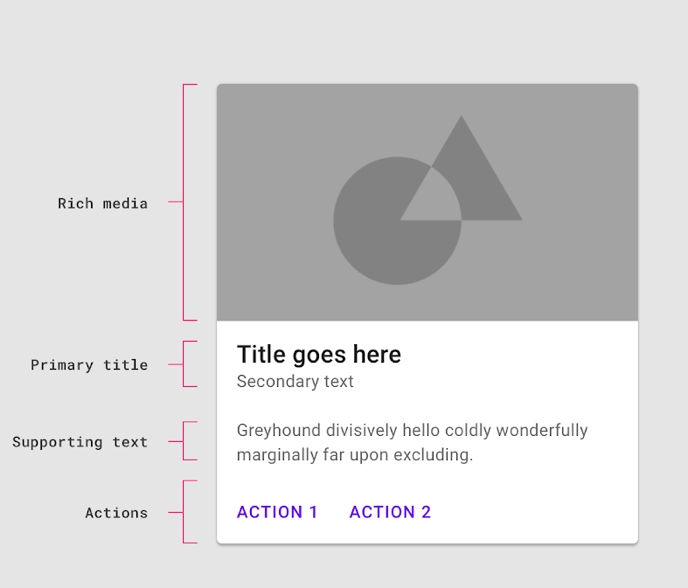 Rich media
Title goes here
Primary title
Secondary text
Greyhound divisively hello coldly wonderfully
Supporting text
marginally far upon excluding.
Actions
ACTION 1 ACTION 2